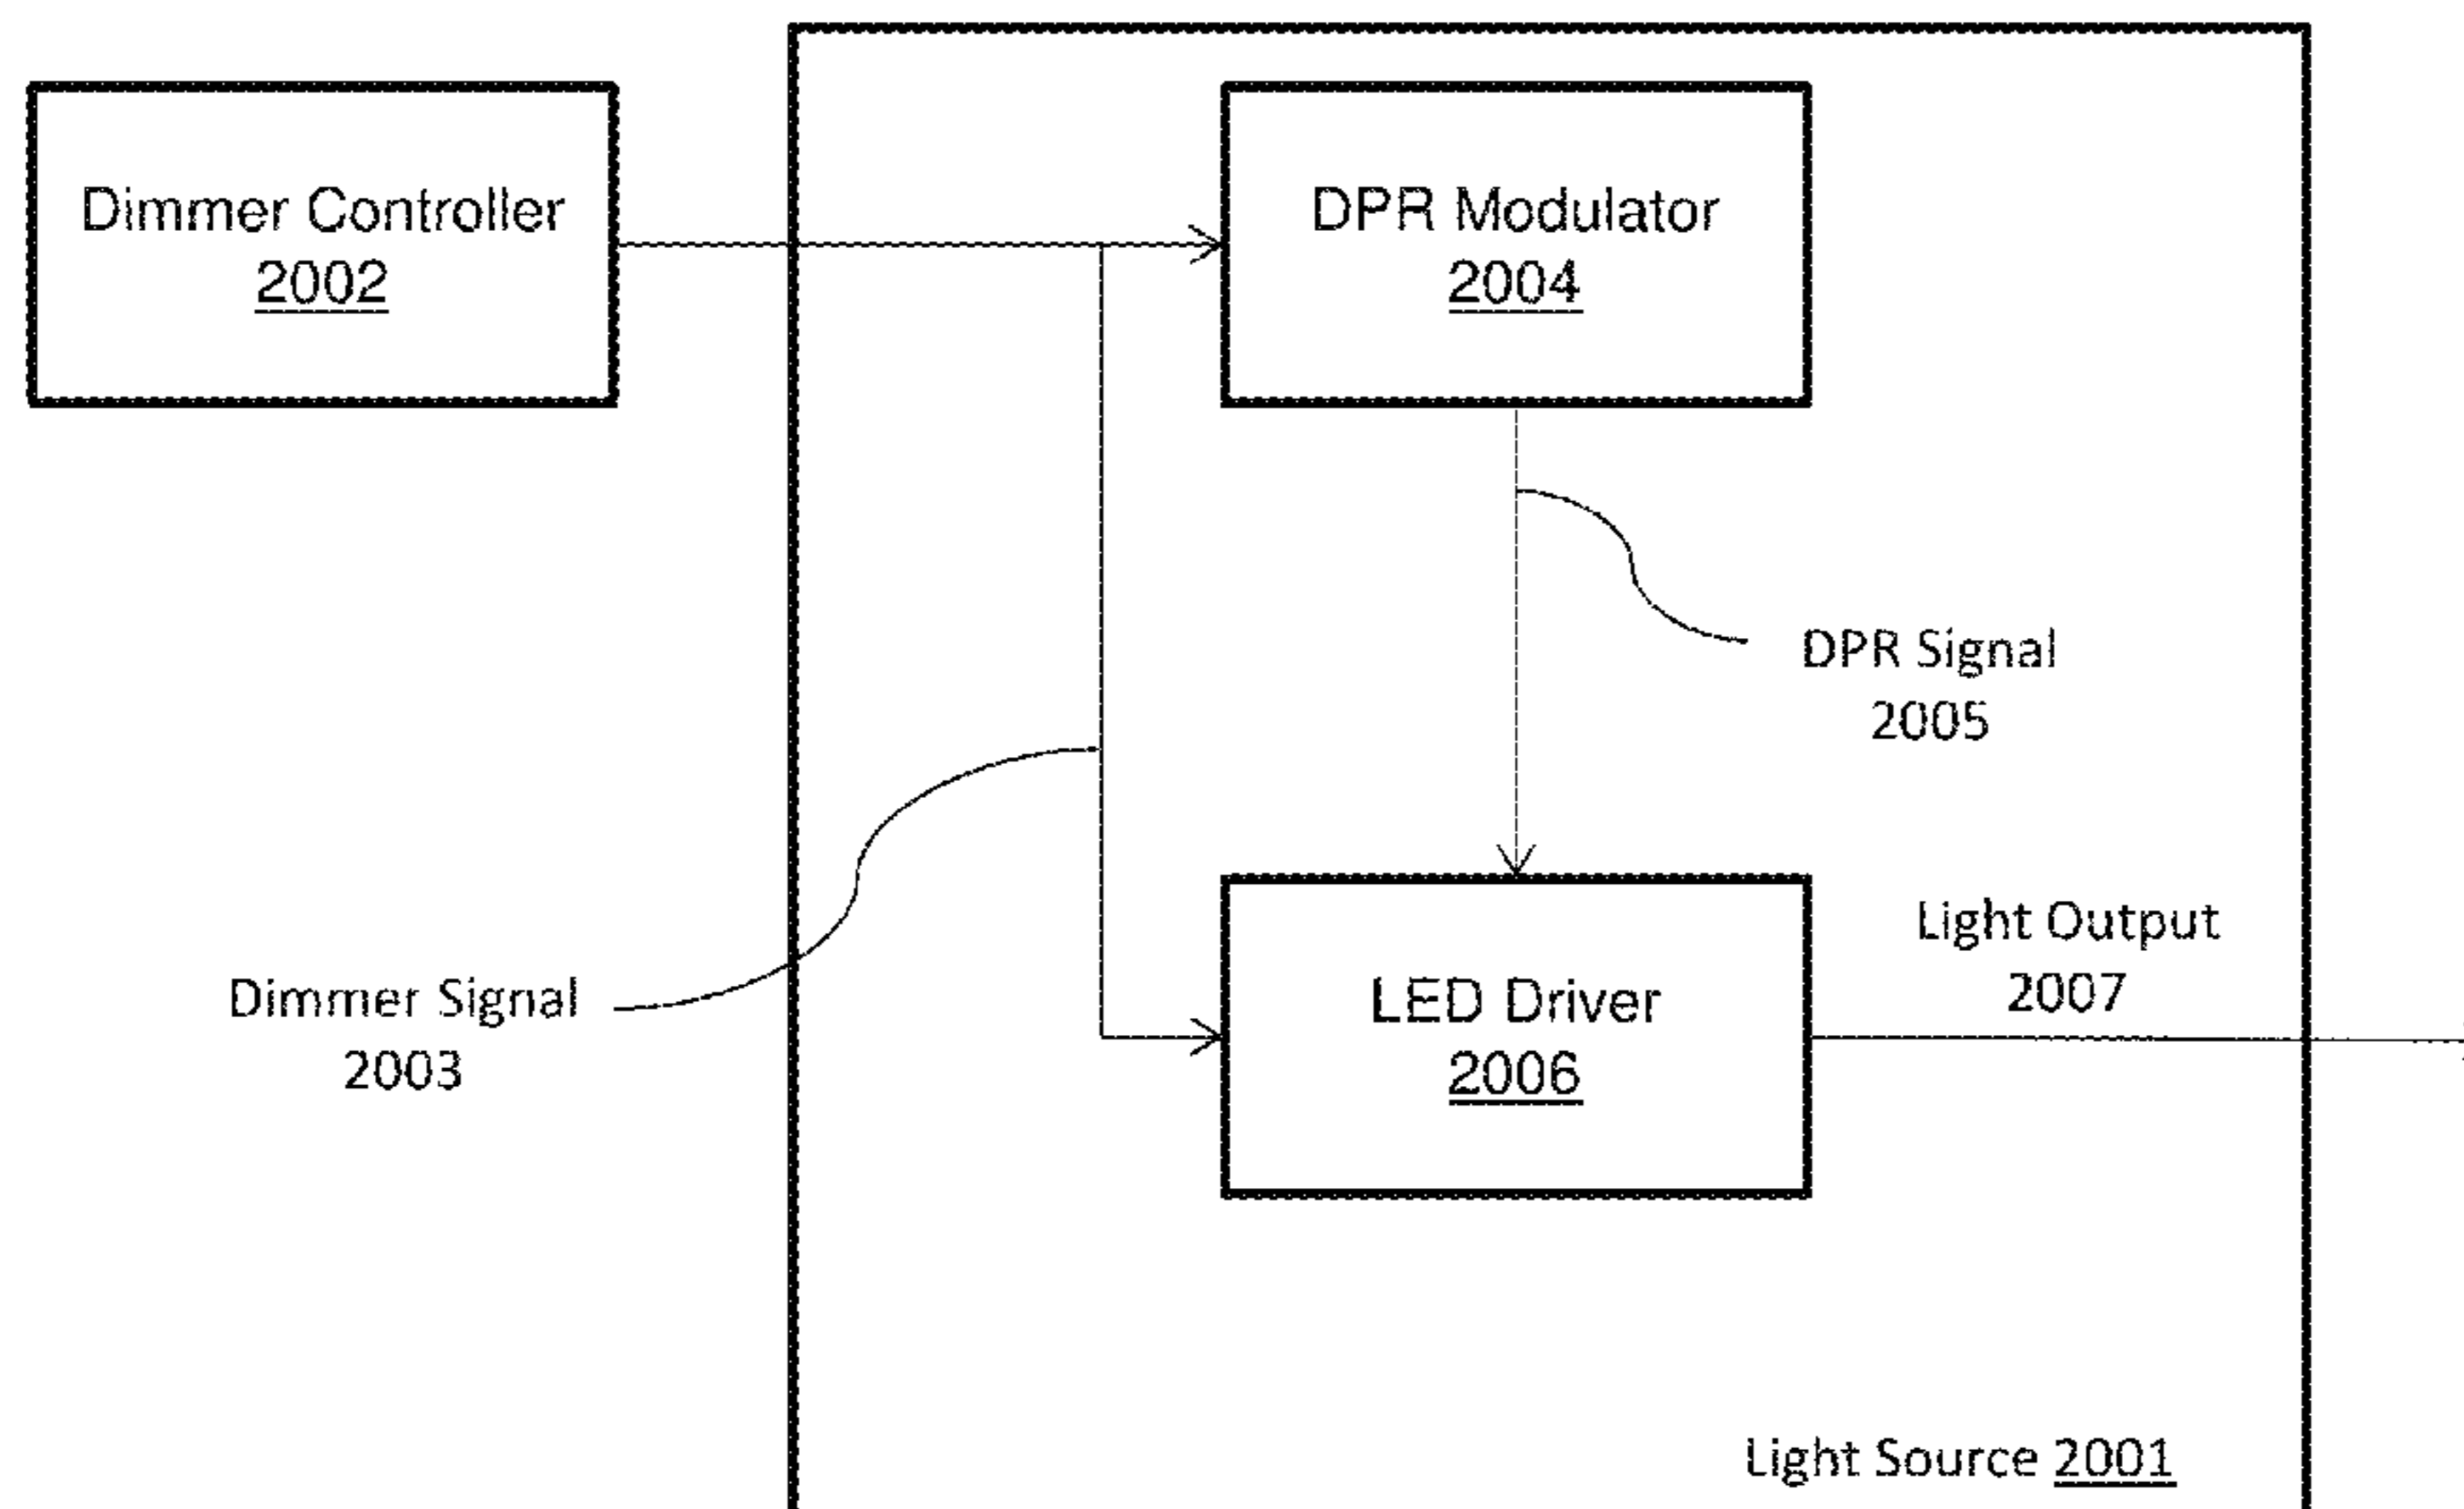 Dimmer Controller
2002
DPR Modulator
2004
DPR Signal
2005
Dimmer Signal
2003
LED Driver
2006
Light Output
2007
Light Source 2001